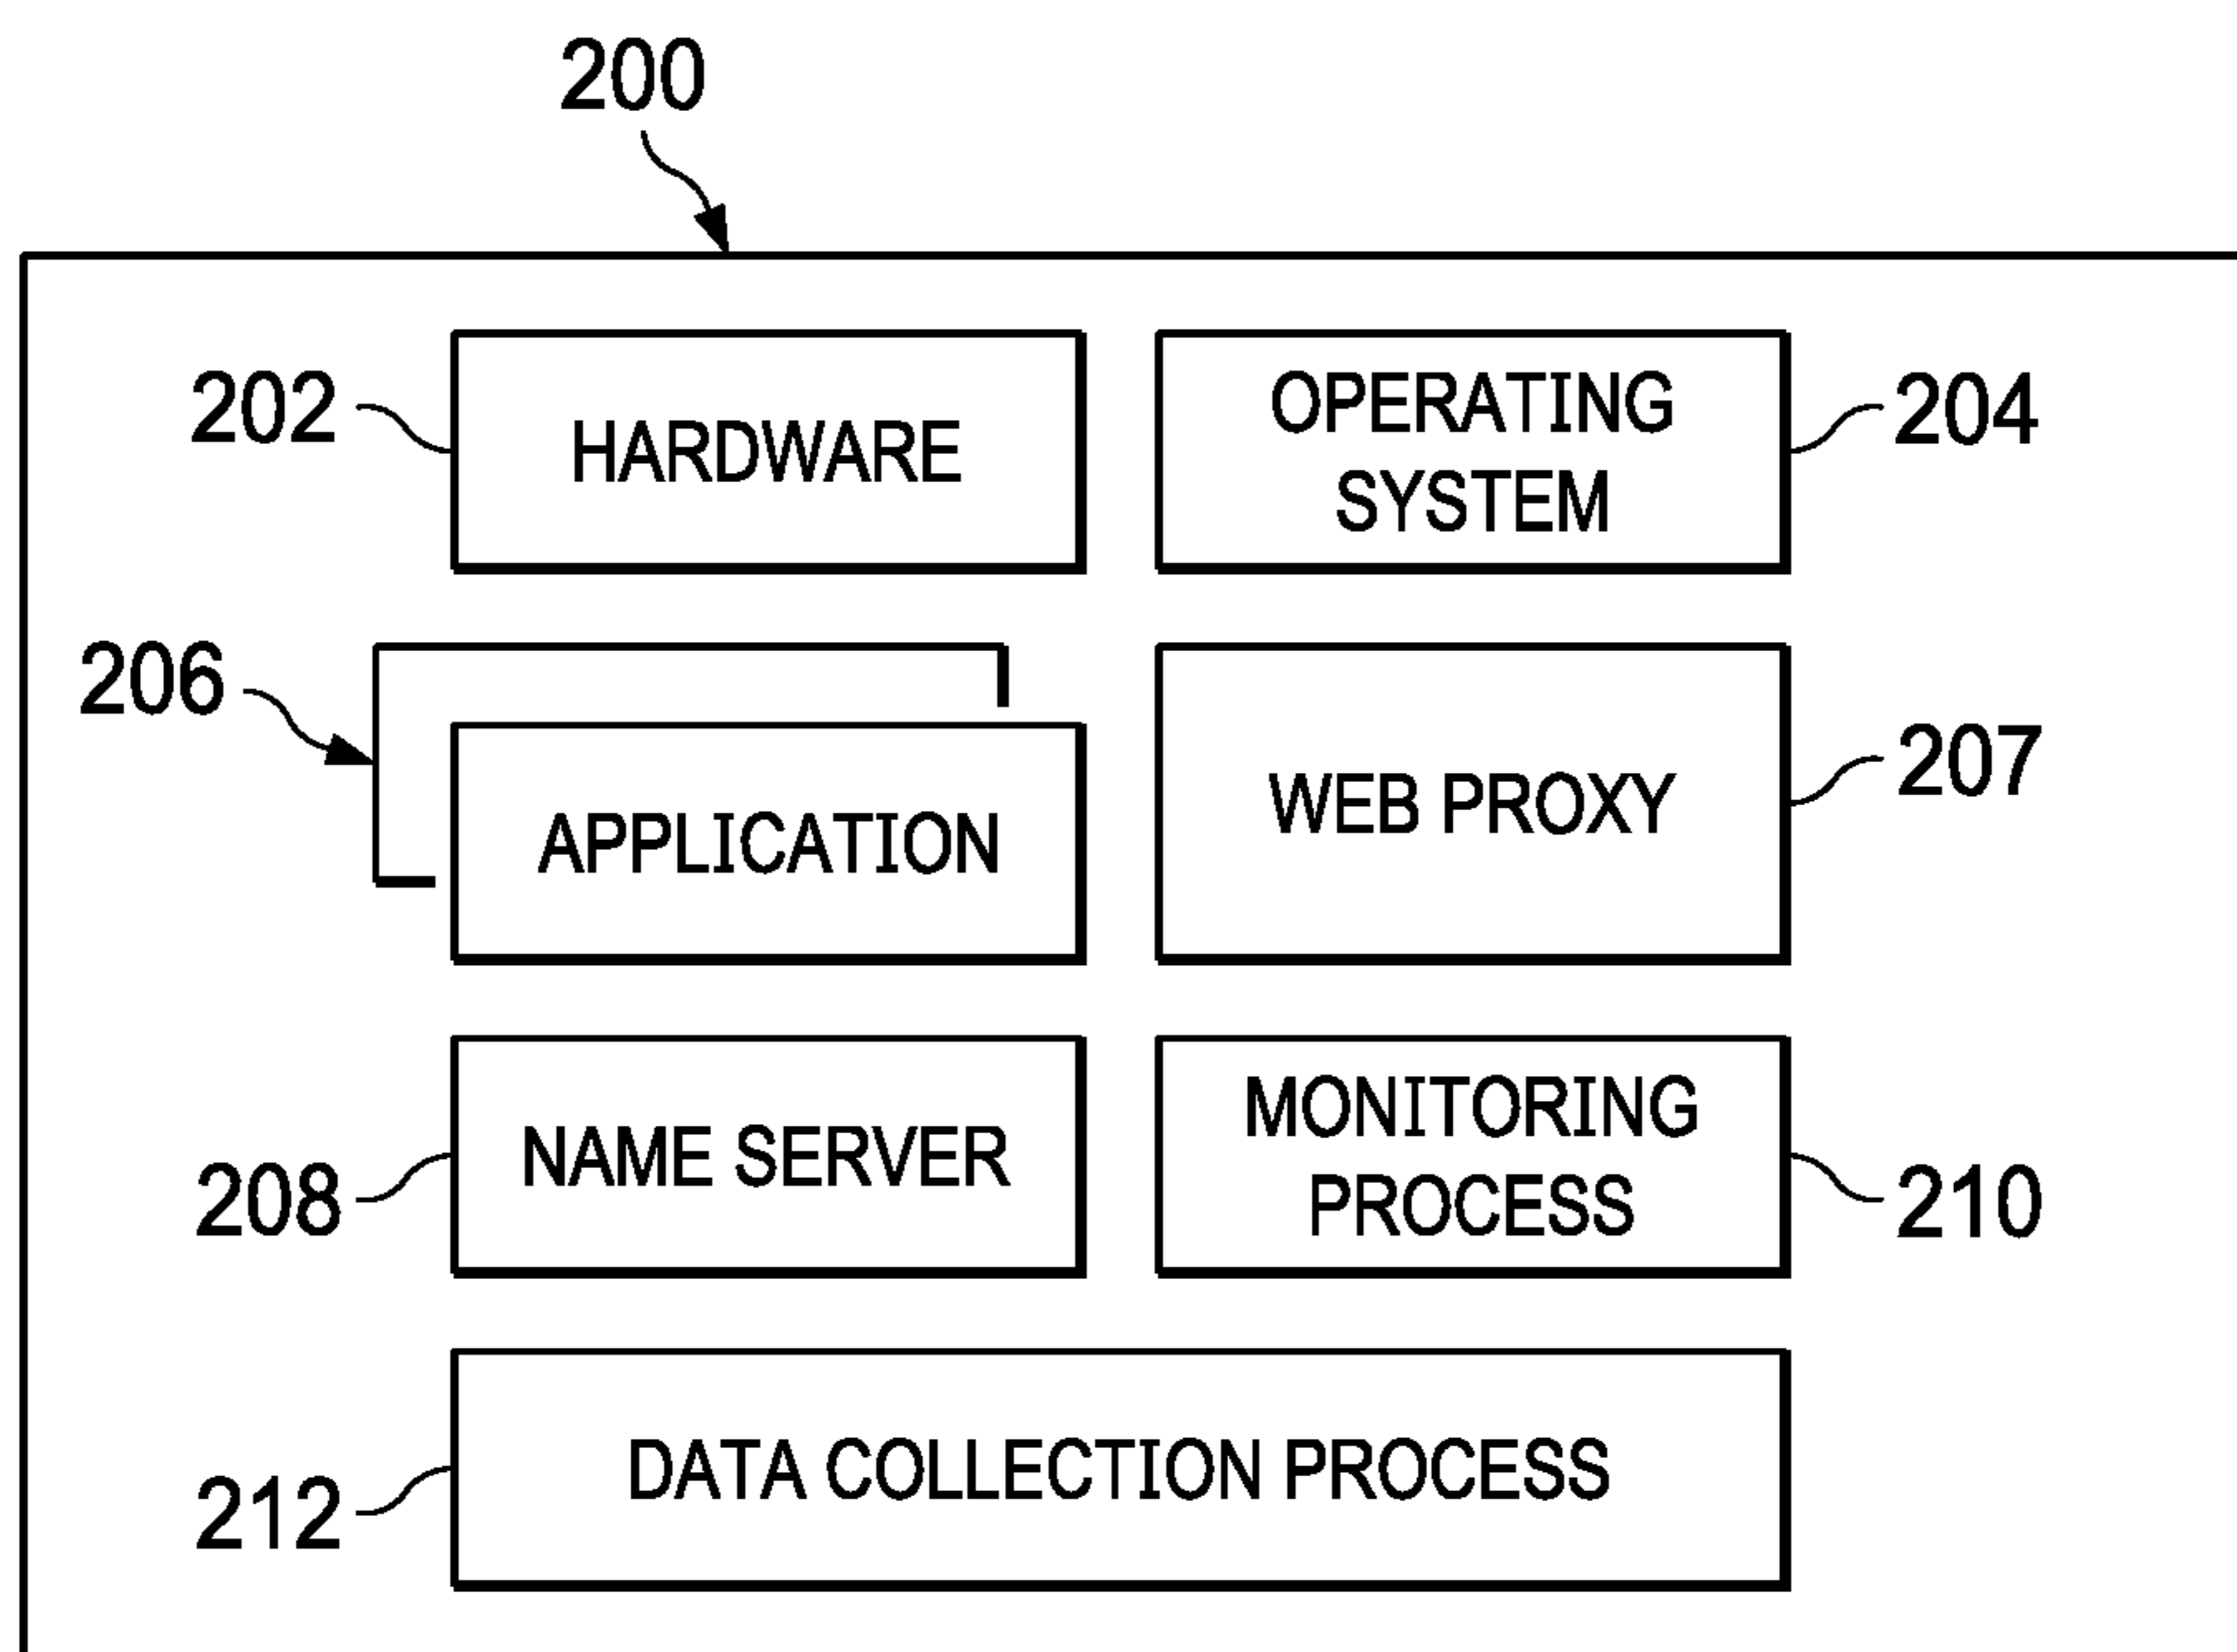 200
202
HARDWARE
OPERATING
SYSTEM
204
206
APPLICATION
WEB PROXY
207
208
NAME SERVER
MONITORING
PROCESS
210
212
DATA COLLECTION PROCESS